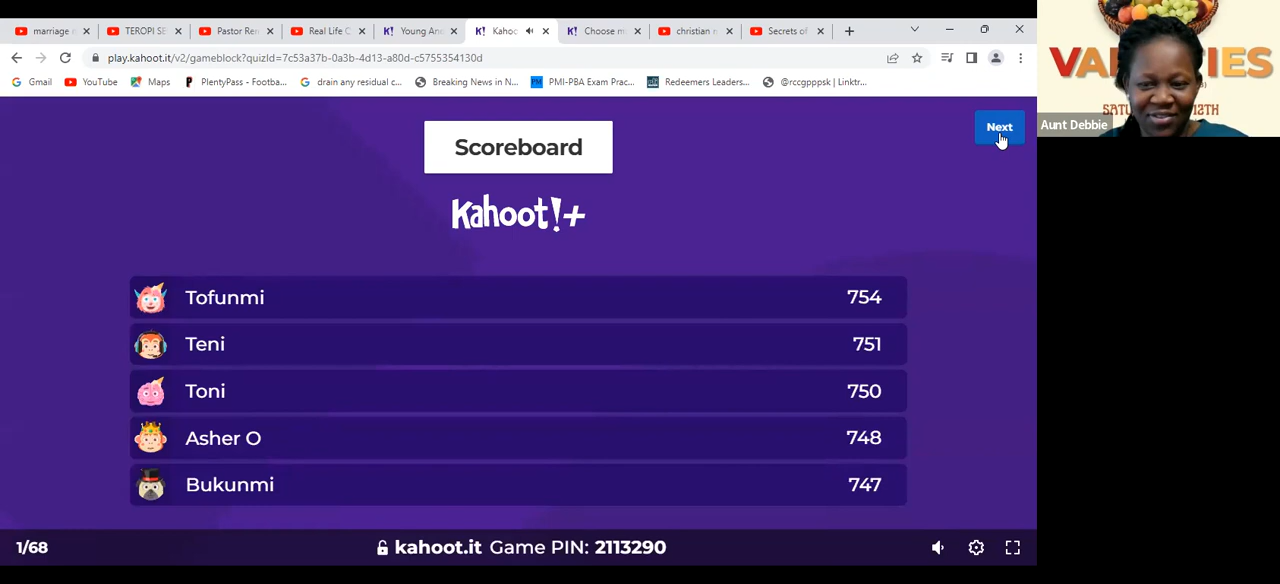 marriage r
TEROPI SE
Pastor Ren
Real Life C
K! Young And
K! Kahoo
K! Choose m
christian n
Secrets of
play.kahoot.it/v2/gameblock?quizId=7c53a37b-0a3b-4d13-a80d-c5755354130d
Gmail
YouTube
Maps
PlentyPass - Footba...
drain any residual c...
Breaking News in N...
PM PMI-PBA Exam Prac...
Redeemers Leaders...
@rccgpppsk | Linktr...
Scoreboard
Next
Kahoot!+
Tofunmi 754
Teni 751
Toni 750
Asher O 748
Bukunmi 747
1/68
kahoot.it Game PIN: 2113290
Aunt Debbie